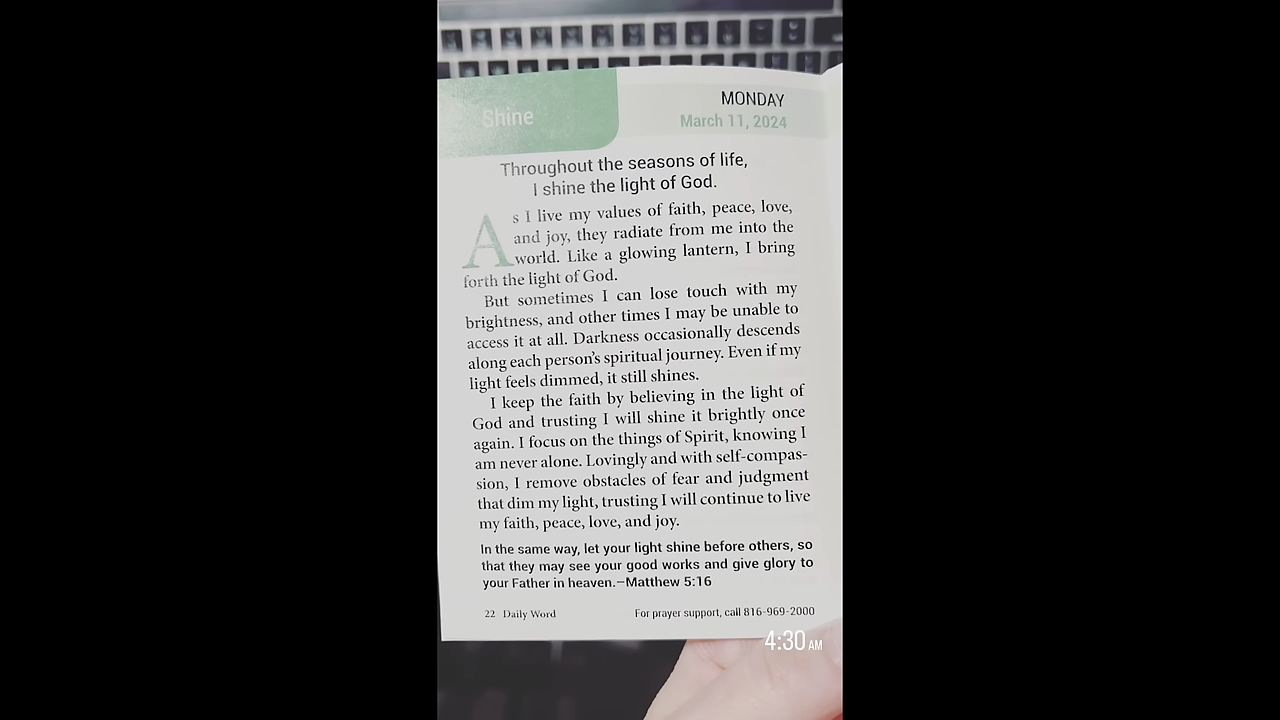 Shine
MONDAY
March 11, 2024
Throughout the seasons of life,
I shine the light of God.
As I live my values of faith, peace, love,
and joy, they radiate from me into the
world. Like a glowing lantern, I bring
forth the light of God.
But sometimes I can lose touch with my
brightness, and other times I may be unable to
access it at all. Darkness occasionally descends
along each person's spiritual journey. Even if my
light feels dimmed, it still shines.
I keep the faith by believing in the light of
God and trusting I will shine it brightly once
again. I focus on the things of Spirit, knowing I
am never alone. Lovingly and with self-compas-
sion, I remove obstacles of fear and judgment
that dim my light, trusting I will continue to live
my faith, peace, love, and joy.
In the same way, let your light shine before others, so
that they may see your good works and give glory to
your Father in heaven.—Matthew 5:16
22 Daily Word
For prayer support, call 816-969-2000
4:30 AM